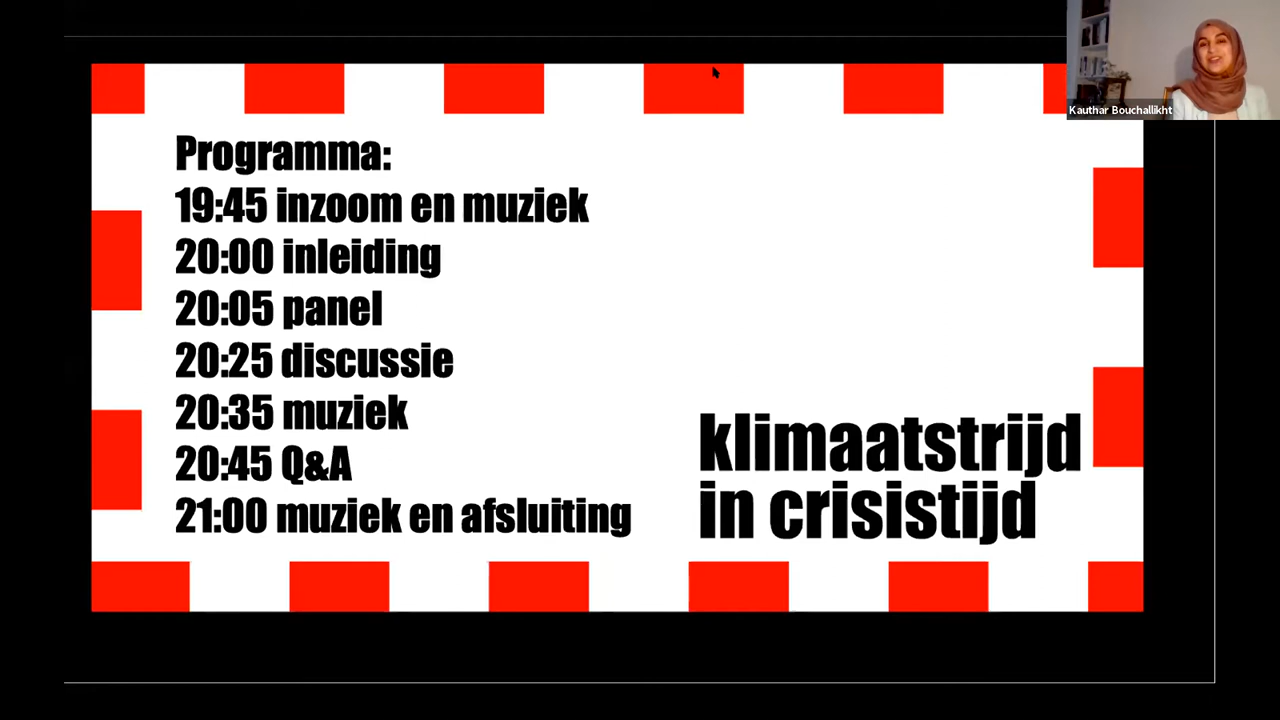 Kauthar Bouchallikht
Programma:
19:45 inzoom en muziek
20:00 inleiding
20:05 panel
20:25 discussie
20:35 muziek
20:45 Q&A
21:00 muziek en afsluiting
klimaatstrijd
in crisistijd